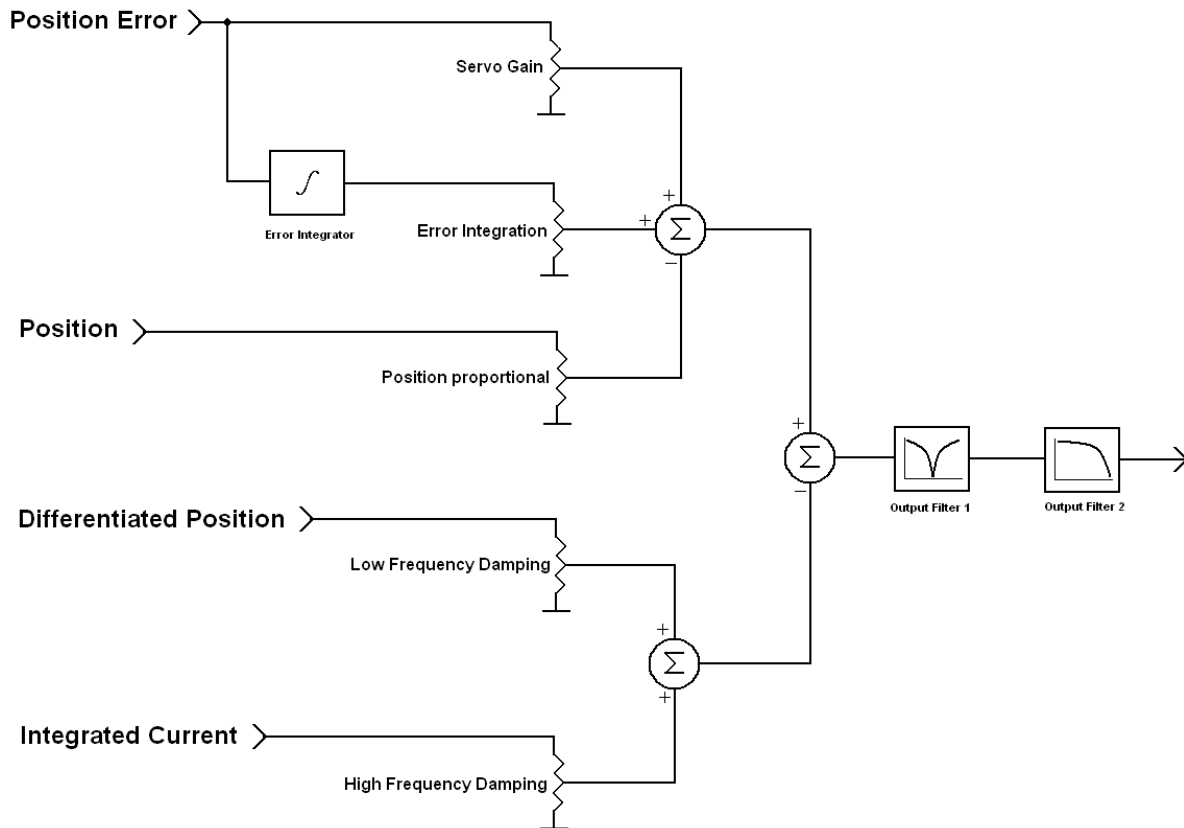 Position Error
Servo Gain
+
∫
+
Σ
Error Integrator
Error Integration
−
Position
Position proportional
+
Σ
−
Output Filter 1
Output Filter 2
Differentiated Position
Low Frequency Damping
+
Σ
+
Integrated Current
High Frequency Damping